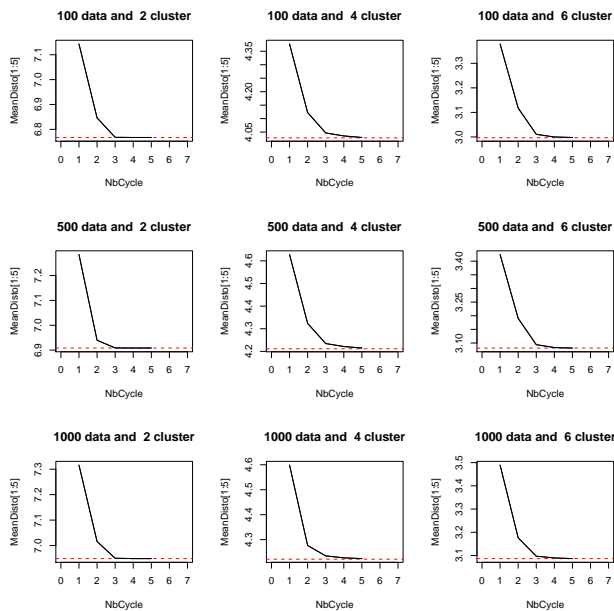 100 data and 2 cluster
MeanDisto[1:5]
6.8 6.9 7.0 7.1
0 1 2 3 4 5 6 7
NbCycle
100 data and 4 cluster
MeanDisto[1:5]
4.05 4.20 4.35
0 1 2 3 4 5 6 7
NbCycle
100 data and 6 cluster
MeanDisto[1:5]
3.0 3.1 3.2 3.3
0 1 2 3 4 5 6 7
NbCycle
500 data and 2 cluster
MeanDisto[1:5]
6.9 7.0 7.1 7.2
0 1 2 3 4 5 6 7
NbCycle
500 data and 4 cluster
MeanDisto[1:5]
4.2 4.3 4.4 4.5 4.6
0 1 2 3 4 5 6 7
NbCycle
500 data and 6 cluster
MeanDisto[1:5]
3.10 3.25 3.40
0 1 2 3 4 5 6 7
NbCycle
1000 data and 2 cluster
MeanDisto[1:5]
7.0 7.1 7.2 7.3
0 1 2 3 4 5 6 7
NbCycle
1000 data and 4 cluster
MeanDisto[1:5]
4.3 4.4 4.5 4.6
0 1 2 3 4 5 6 7
NbCycle
1000 data and 6 cluster
MeanDisto[1:5]
3.1 3.2 3.3 3.4 3.5
0 1 2 3 4 5 6 7
NbCycle